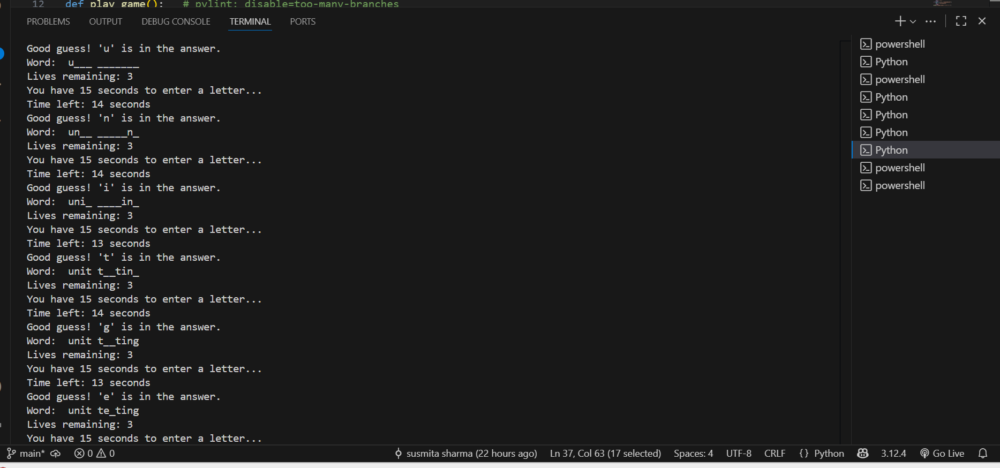 12 def play_game(): # pylint: disable=too-many-branches
PROBLEMS OUTPUT DEBUG CONSOLE TERMINAL PORTS
Good guess! 'u' is in the answer.
Word:  u___ _______
Lives remaining: 3
You have 15 seconds to enter a letter...
Time left: 14 seconds
Good guess! 'n' is in the answer.
Word:  un__ _____n_
Lives remaining: 3
You have 15 seconds to enter a letter...
Time left: 14 seconds
Good guess! 'i' is in the answer.
Word:  uni_ ____in_
Lives remaining: 3
You have 15 seconds to enter a letter...
Time left: 13 seconds
Good guess! 't' is in the answer.
Word:  unit t__tin_
Lives remaining: 3
You have 15 seconds to enter a letter...
Time left: 14 seconds
Good guess! 'g' is in the answer.
Word:  unit t__ting
Lives remaining: 3
You have 15 seconds to enter a letter...
Time left: 13 seconds
Good guess! 'e' is in the answer.
Word:  unit te_ting
Lives remaining: 3
You have 15 seconds to enter a letter...
powershell
Python
powershell
Python
Python
Python
Python
powershell
powershell
main* 0 0 susmita sharma (22 hours ago) Ln 37, Col 63 (17 selected) Spaces: 4 UTF-8 CRLF {} Python 3.12.4 Go Live